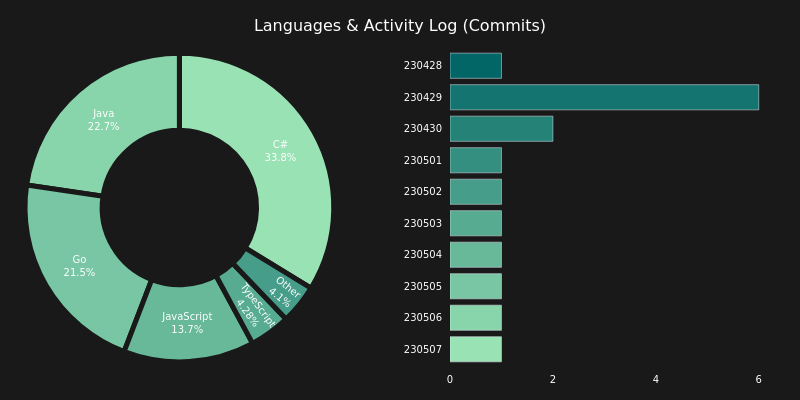 Languages & Activity Log (Commits)
Java
22.7%
C#
33.8%
Go
21.5%
JavaScript
13.7%
TypeScript
4.28%
Other
4.1%
230428
230429
230430
230501
230502
230503
230504
230505
230506
230507
0
2
4
6